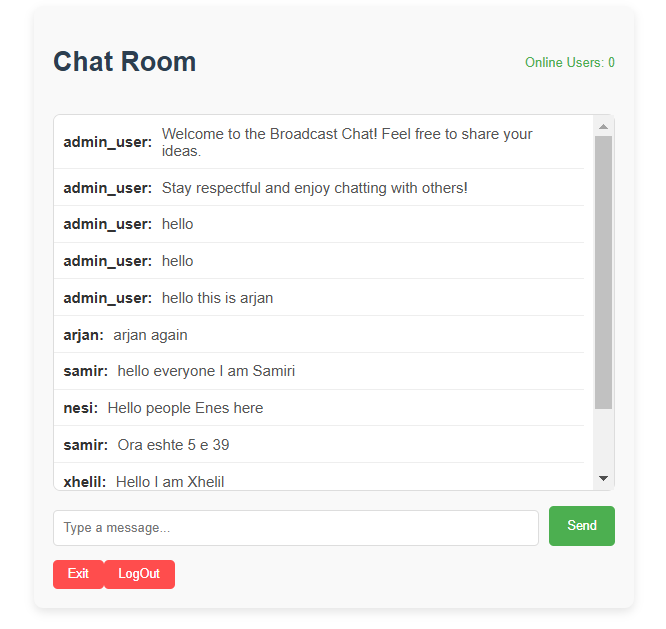 Chat Room
Online Users: 0
admin_user: Welcome to the Broadcast Chat! Feel free to share your
ideas.
admin_user: Stay respectful and enjoy chatting with others!
admin_user: hello
admin_user: hello
admin_user: hello this is arjan
arjan: arjan again
samir: hello everyone I am Samiri
nesi: Hello people Enes here
samir: Ora eshte 5 e 39
xhelil: Hello I am Xhelil
Type a message...
Send
Exit
LogOut